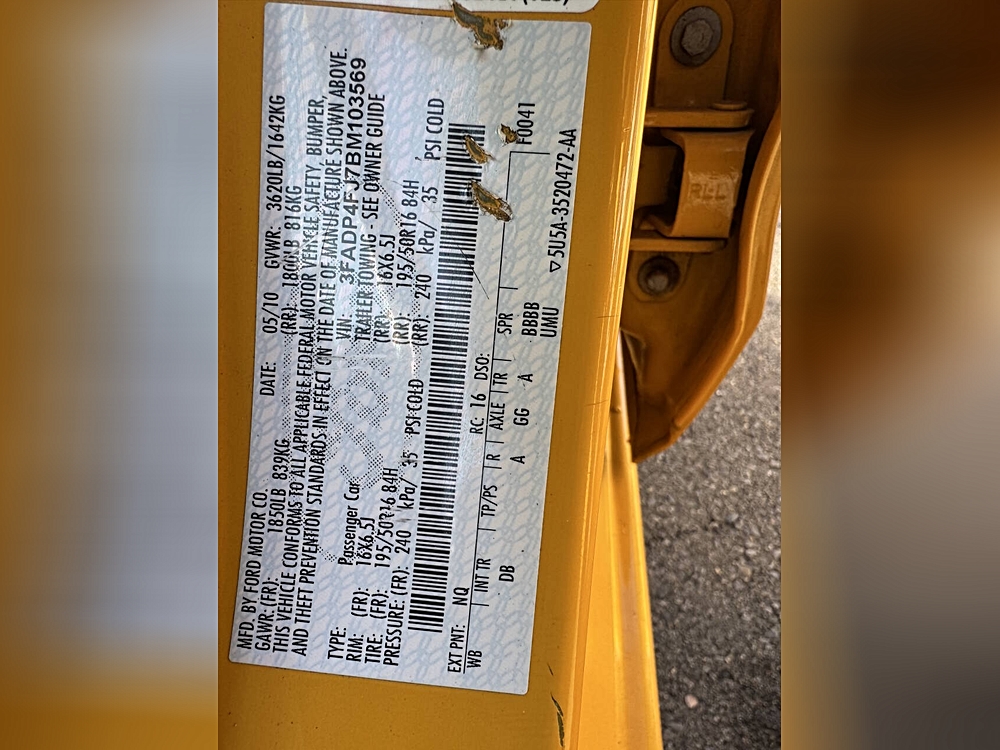 MFD. BY FORD MOTOR CO. DATE: 05/10 GVWR: 3620LB/1642KG
GAWR: (FR): 1850LB 839KG (RR): 1800LB 816KG
THIS VEHICLE CONFORMS TO ALL APPLICABLE FEDERAL MOTOR VEHICLE SAFETY, BUMPER,
AND THEFT PREVENTION STANDARDS IN EFFECT ON THE DATE OF MANUFACTURE SHOWN ABOVE.
VIN: 3FADP4FJ7BM103569
TYPE: Passenger Car TRAILER TOWING - SEE OWNER GUIDE
RIM: (FR): 16X6.5J (RR): 16X6.5J
TIRE: (FR): 195/50R16 84H (RR): 195/50R16 84H
PRESSURE: (FR): 240 kPa/ 35 PSI COLD (RR): 240 kPa/ 35 PSI COLD
EXT PNT: NQ RC: 16 DSO: F0041
WB INT TR TP/PS R AXLE TR SPR
DB A GG A BBBB
UMU
▽5U5A-3520472-AA